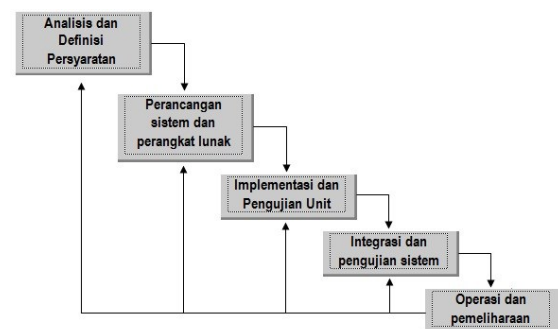 Analisis dan
Definisi
Persyaratan
Perancangan
sistem dan
perangkat lunak
Implementasi dan
Pengujian Unit
Integrasi dan
pengujian sistem
Operasi dan
pemeliharaan